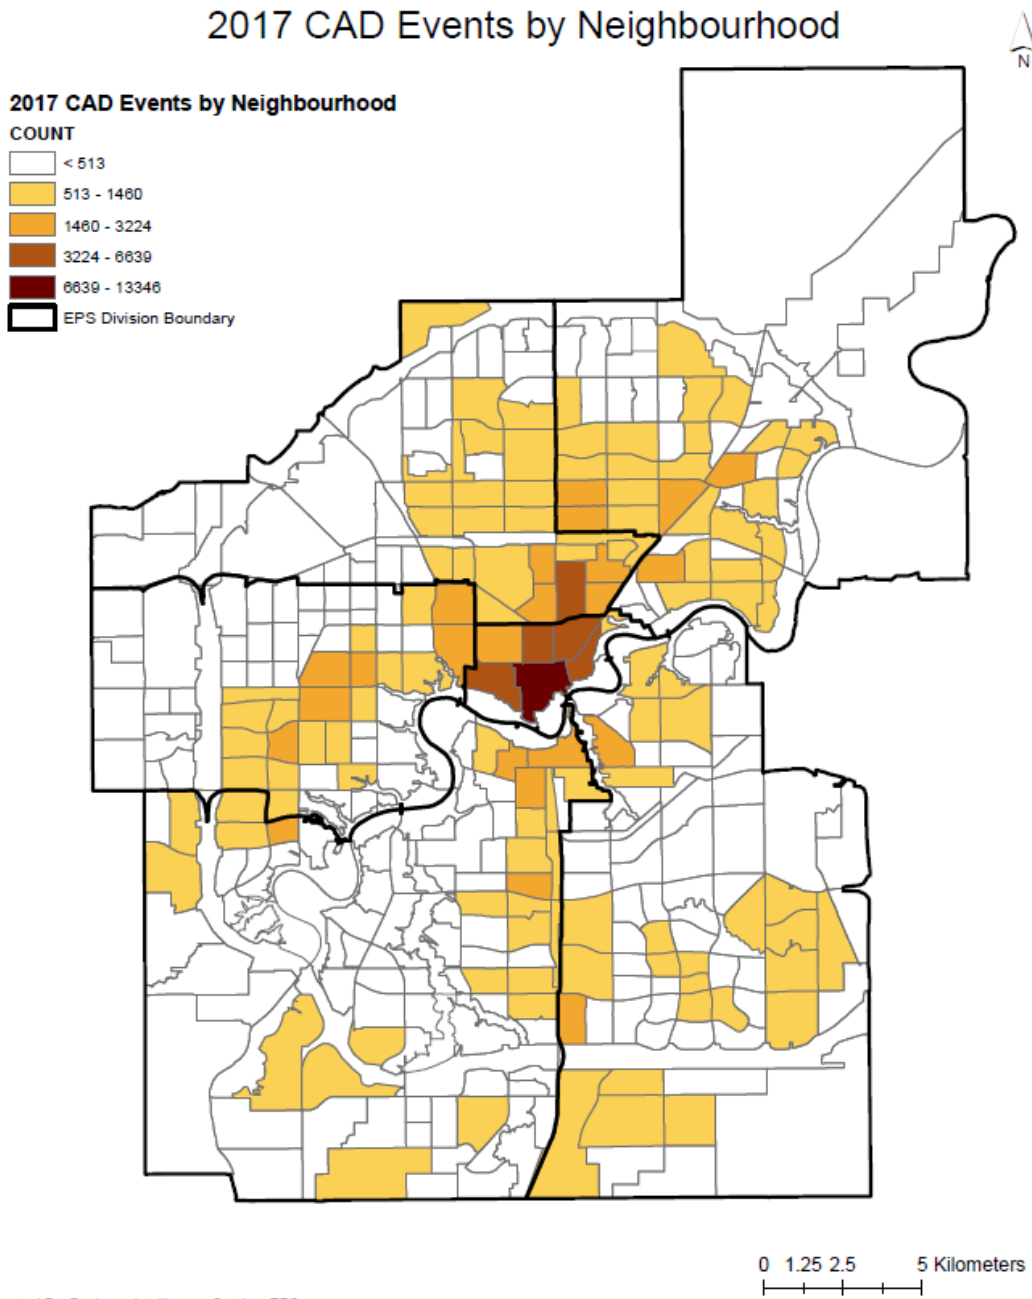 2017 CAD Events by Neighbourhood
N
2017 CAD Events by Neighbourhood
COUNT
< 513
513 - 1460
1460 - 3224
3224 - 6639
6639 - 13346
EPS Division Boundary
0 1.25 2.5 5 Kilometers